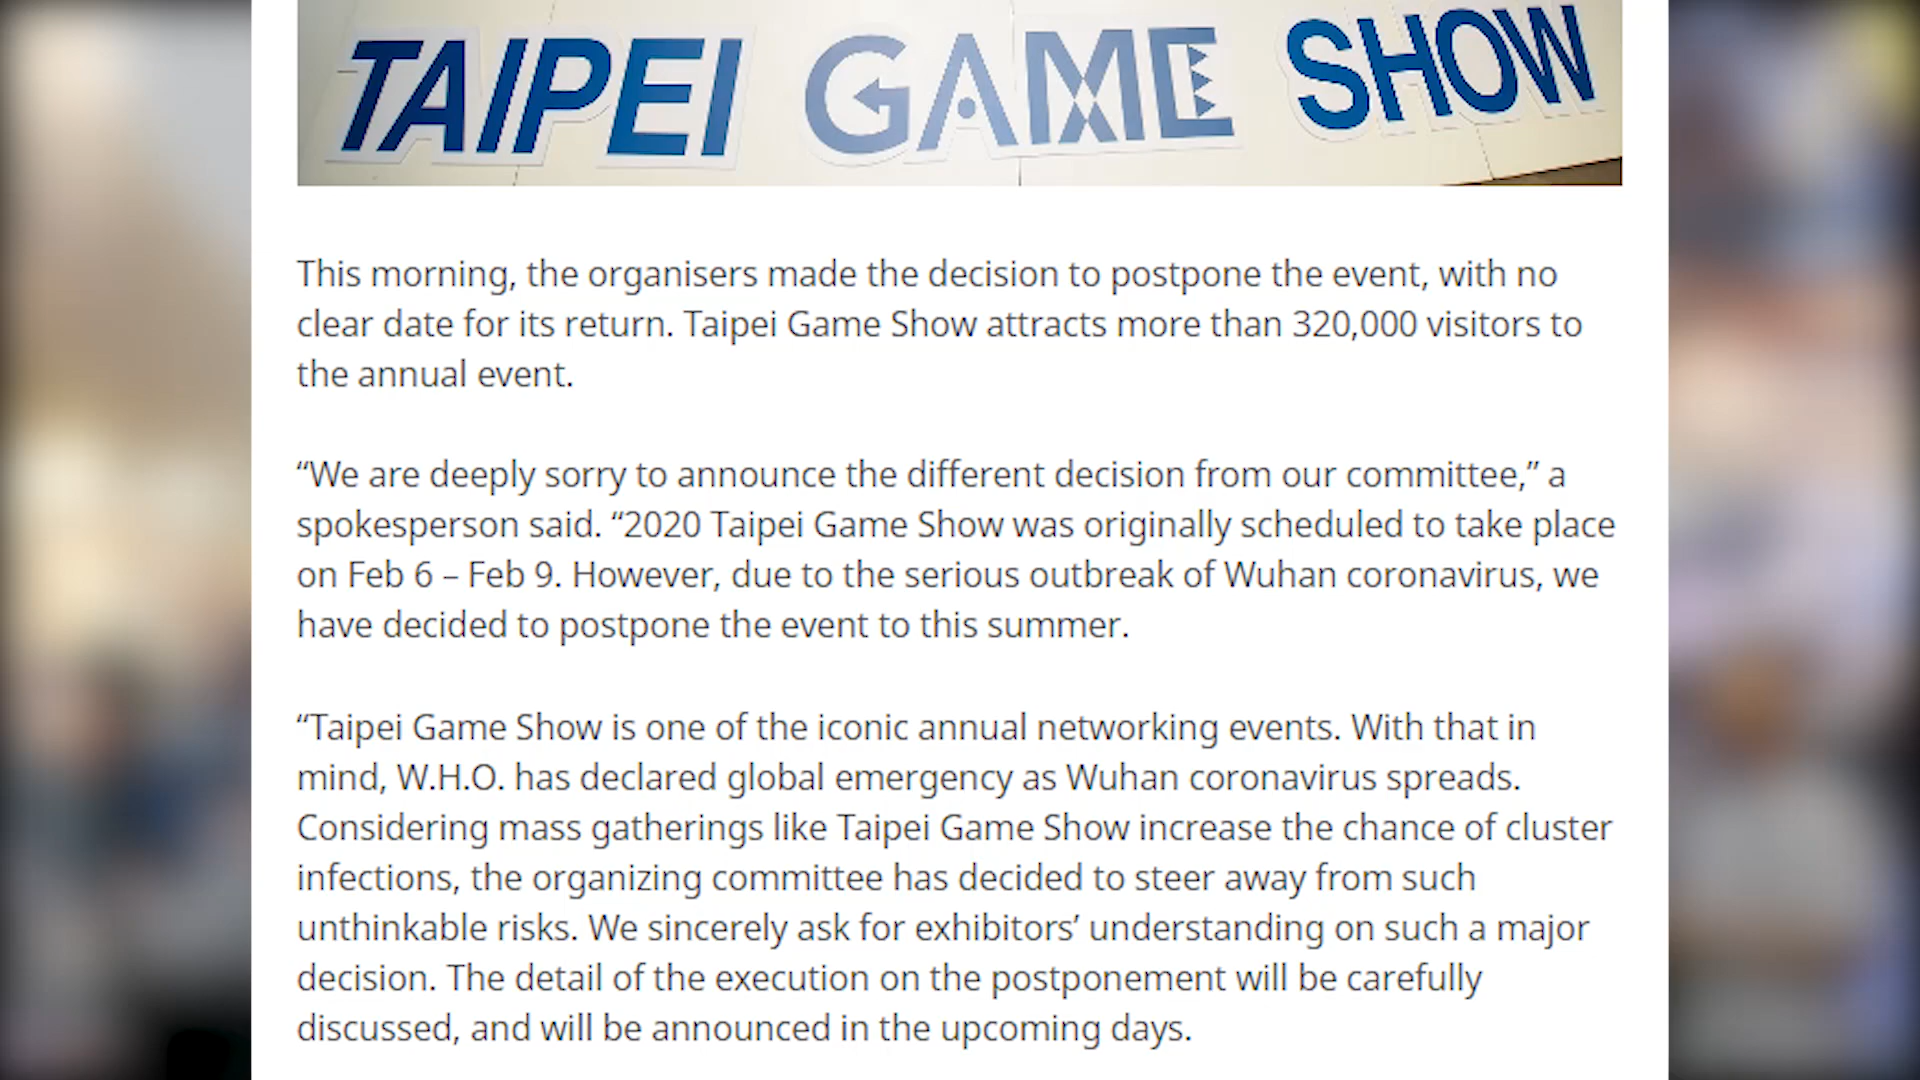 TAIPEI GAME SHOW
This morning, the organisers made the decision to postpone the event, with no
clear date for its return. Taipei Game Show attracts more than 320,000 visitors to
the annual event.
“We are deeply sorry to announce the different decision from our committee,” a
spokesperson said. “2020 Taipei Game Show was originally scheduled to take place
on Feb 6 – Feb 9. However, due to the serious outbreak of Wuhan coronavirus, we
have decided to postpone the event to this summer.
“Taipei Game Show is one of the iconic annual networking events. With that in
mind, W.H.O. has declared global emergency as Wuhan coronavirus spreads.
Considering mass gatherings like Taipei Game Show increase the chance of cluster
infections, the organizing committee has decided to steer away from such
unthinkable risks. We sincerely ask for exhibitors’ understanding on such a major
decision. The detail of the execution on the postponement will be carefully
discussed, and will be announced in the upcoming days.